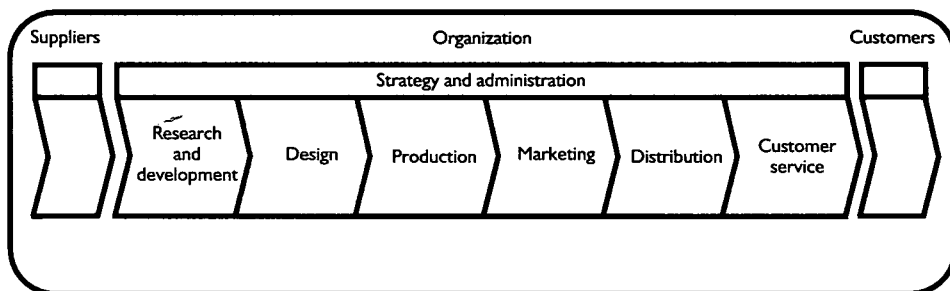 Suppliers
Organization
Customers
Strategy and administration
Research
and
development
Design
Production
Marketing
Distribution
Customer
service